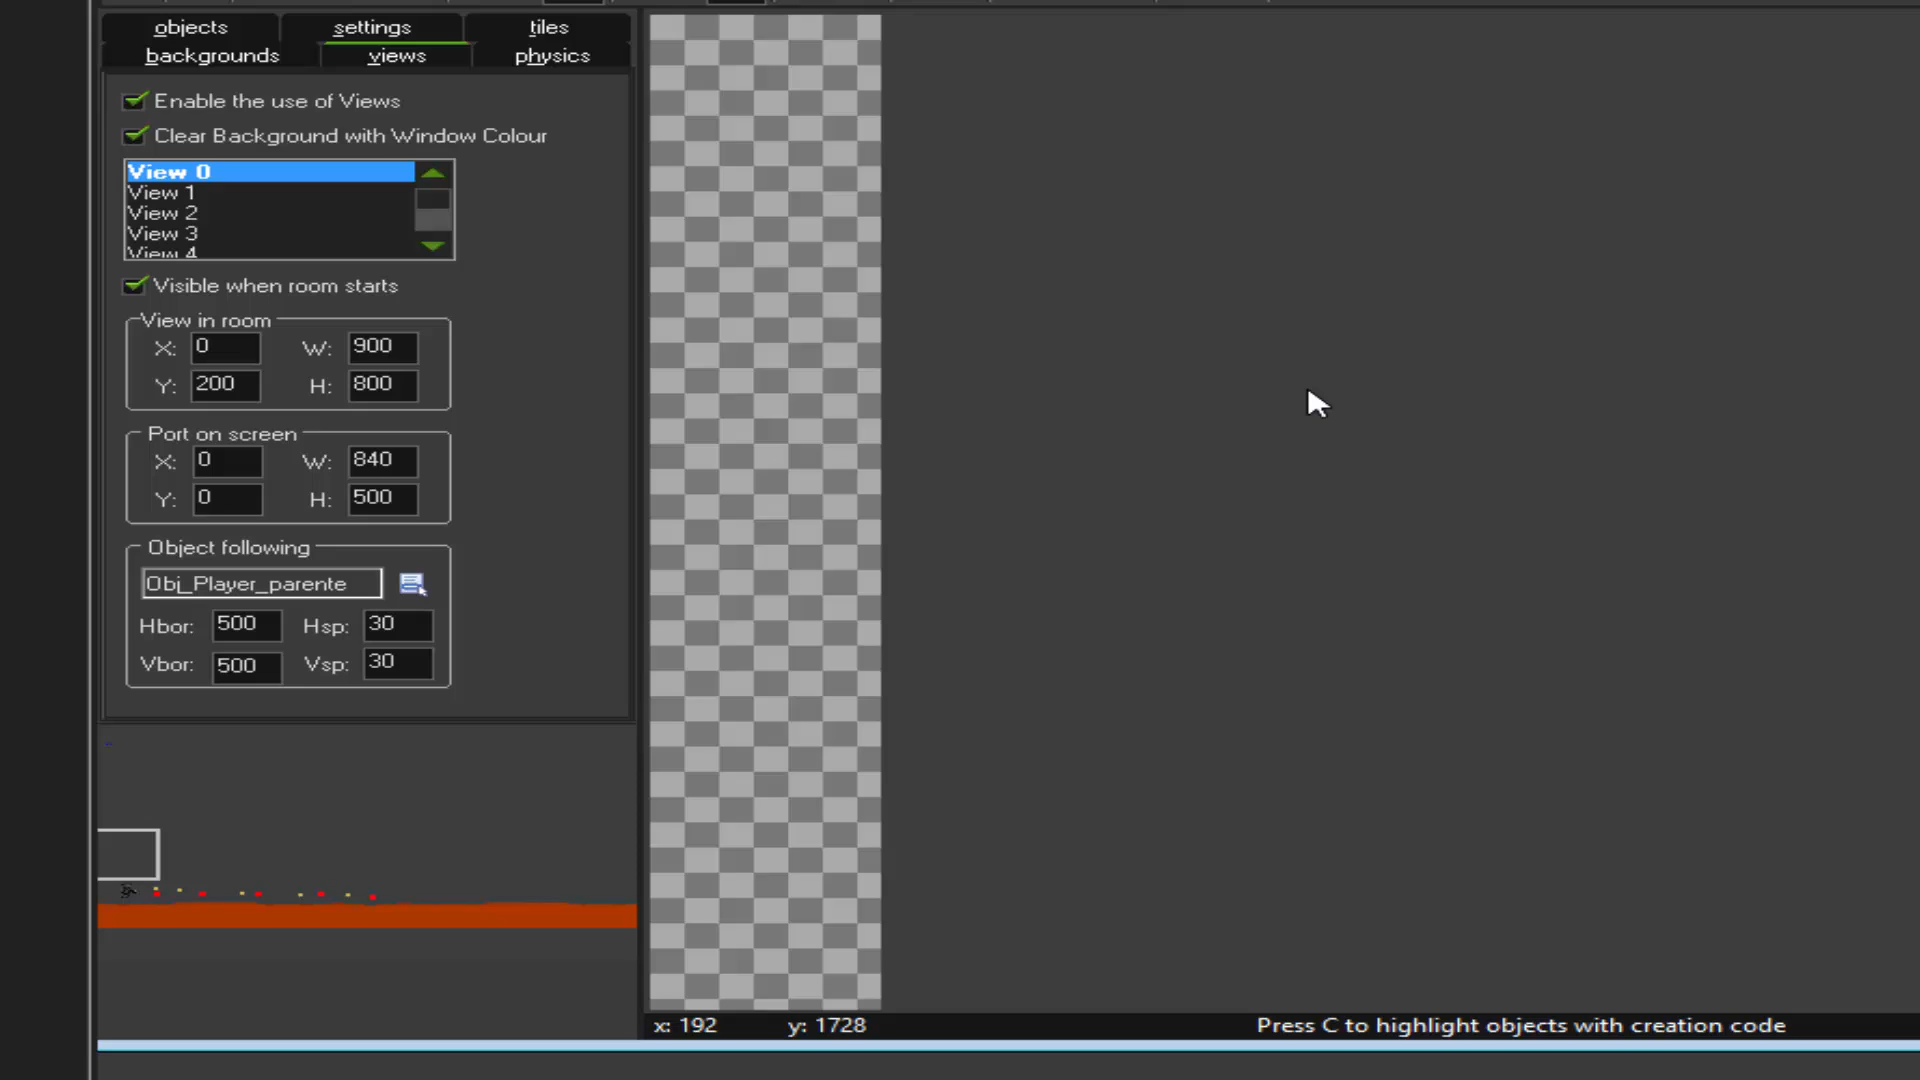 objects settings tiles
backgrounds views physics
Enable the use of Views
Clear Background with Window Colour
View 0
View 1
View 2
View 3
View 4
Visible when room starts
View in room
X: 0 W: 900
Y: 200 H: 800
Port on screen
X: 0 W: 840
Y: 0 H: 500
Object following
Obj_Player_parente
Hbor: 500 Hsp: 30
Vbor: 500 Vsp: 30
x: 192 y: 1728 Press C to highlight objects with creation code